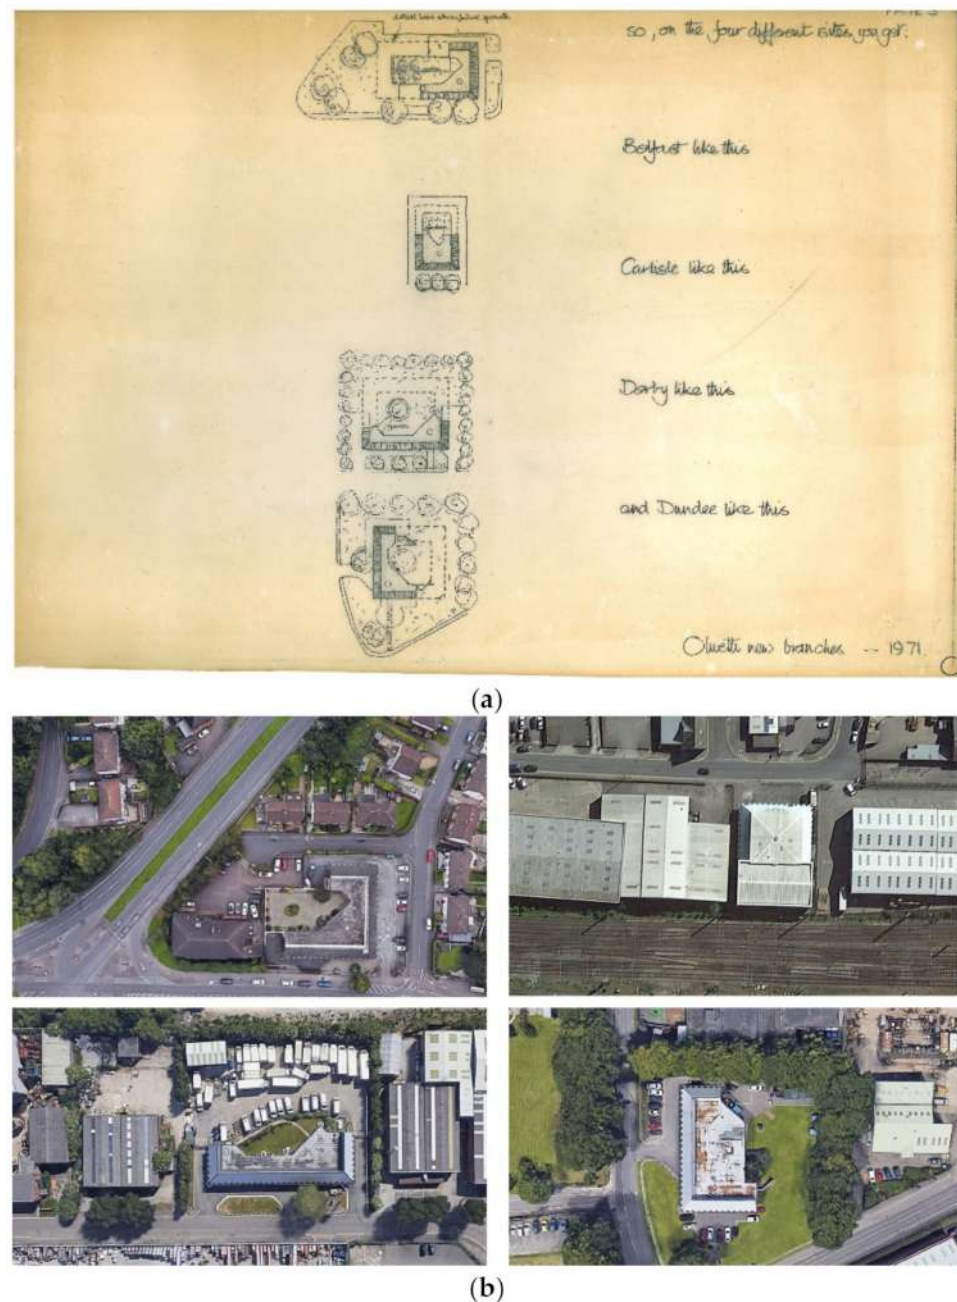 so, on the four different sites you get:
Belfast like this
Carlisle like this
Derby like this
and Dundee like this
Olivetti new branches -- 1971.
(a)
(b)